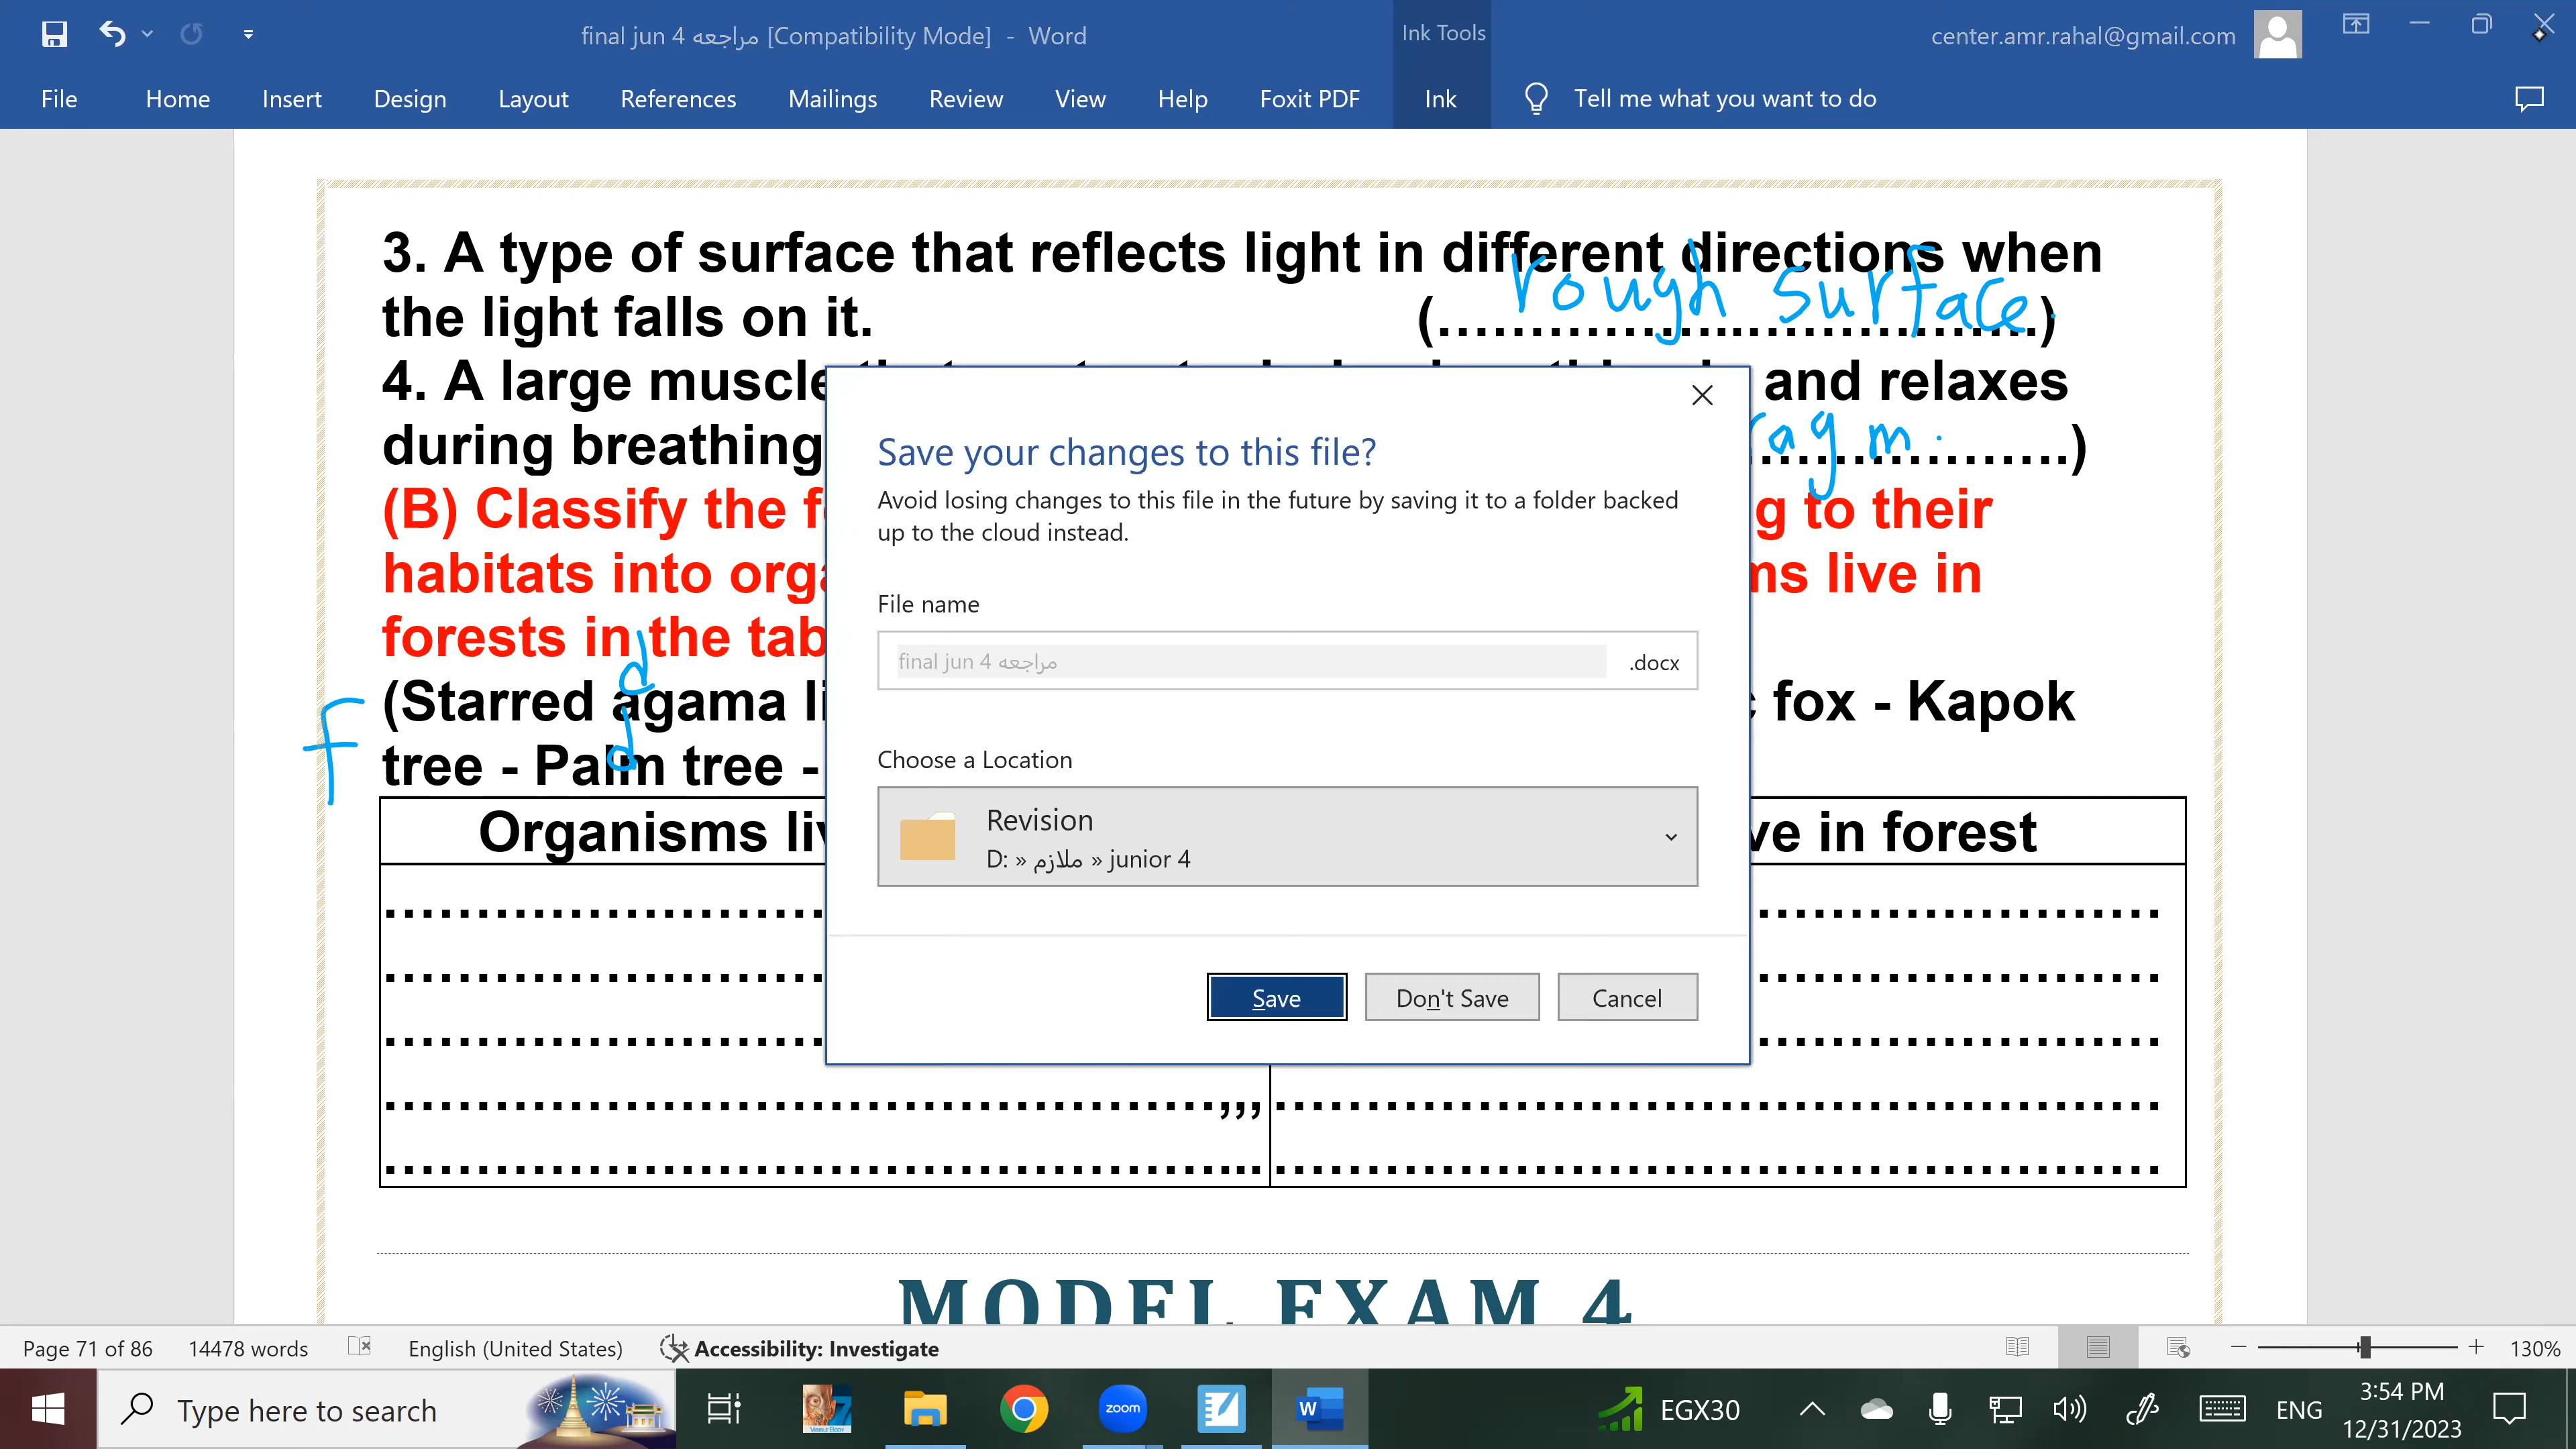 final jun 4 مراجعه [Compatibility Mode] - Word
Ink Tools
center.amr.rahal@gmail.com
File Home Insert Design Layout References Mailings Review View Help Foxit PDF Ink Tell me what you want to do
3. A type of surface that reflects light in different directions when
rough surface
the light falls on it. (................................)
4. A large muscle and relaxes
during breathing ragm. ................)
(B) Classify the f g to their
habitats into orga ms live in
forests in the tab
d
(Starred agama li fox - Kapok
F
d
tree - Palm tree -
Organisms liv ve in forest
Save your changes to this file?
Avoid losing changes to this file in the future by saving it to a folder backed
up to the cloud instead.
File name
final jun 4 مراجعه .docx
Choose a Location
Revision
D: » ملازم » junior 4
Save Don't Save Cancel
,,,
MODEL EXAM 4
Page 71 of 86 14478 words English (United States) Accessibility: Investigate 130%
Type here to search
zoom
W
EGX30
ENG
3:54 PM
12/31/2023